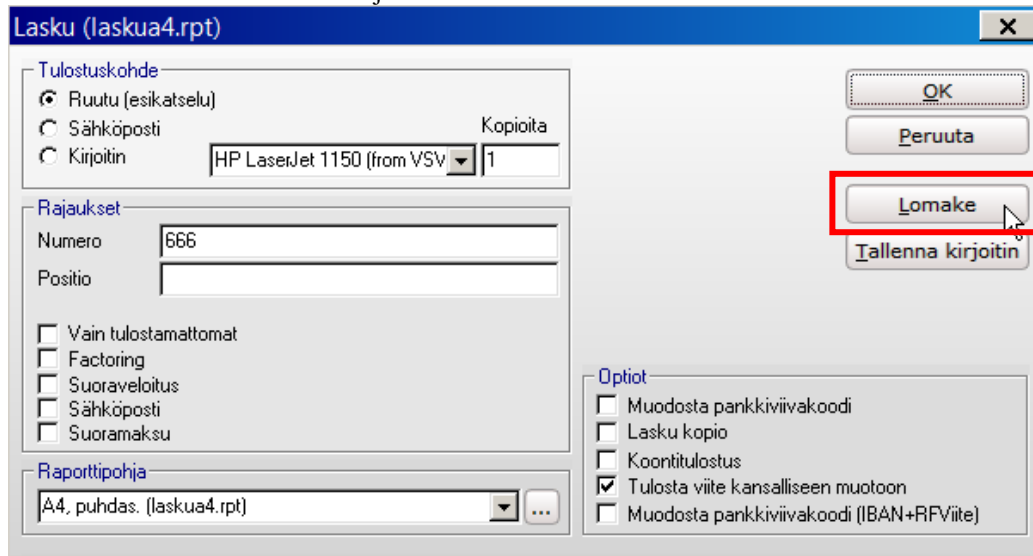 Lasku (laskua4.rpt)
Tulostuskohde
Ruutu (esikatselu)
Sähköposti
Kopioita
Kirjoitin
HP LaserJet 1150 (from VSV
1
OK
Peruuta
Lomake
Tallenna kirjoitin
Rajaukset
Numero
666
Positio
Vain tulostamattomat
Factoring
Suoraveloitus
Sähköposti
Suoramaksu
Raporttipohja
A4, puhdas. (laskua4.rpt)
...
Optiot
Muodosta pankkiviivakoodi
Lasku kopio
Koontitulostus
Tulosta viite kansalliseen muotoon
Muodosta pankkiviivakoodi (IBAN+RFViite)